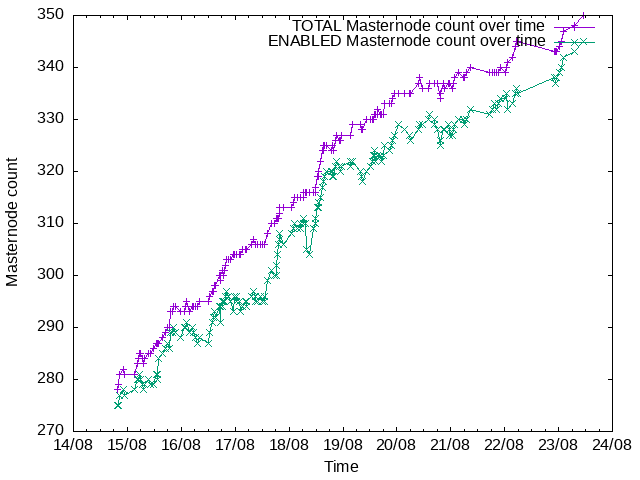 TOTAL Masternode count over time
ENABLED Masternode count over time
350
340
330
320
310
300
290
280
270
Masternode count
14/08 15/08 16/08 17/08 18/08 19/08 20/08 21/08 22/08 23/08 24/08
Time